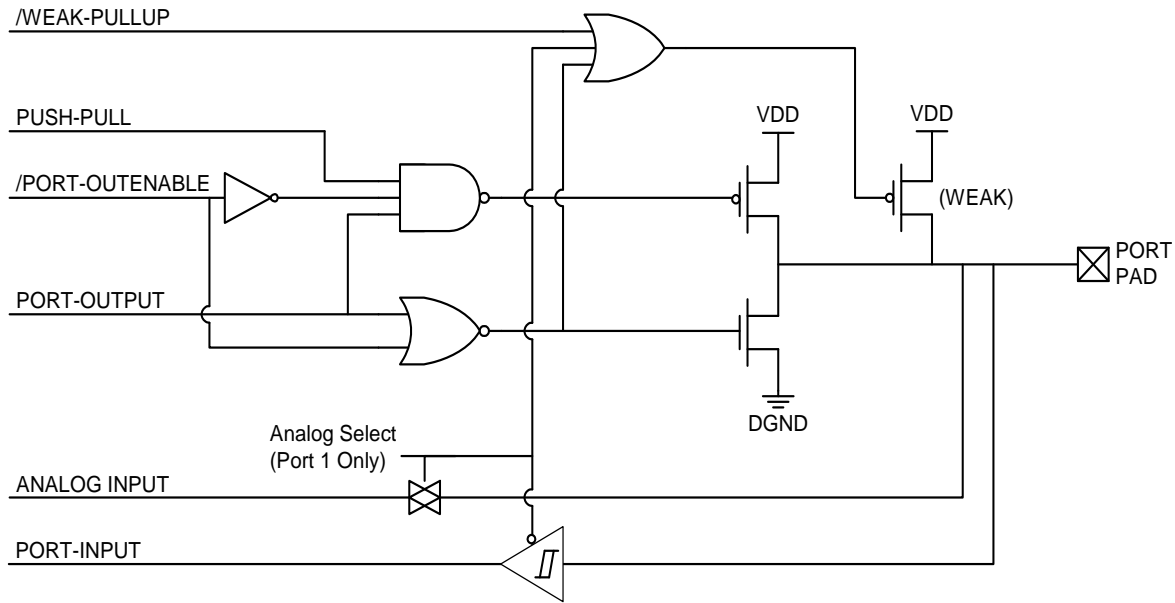 /WEAK-PULLUP
PUSH-PULL
VDD
VDD
/PORT-OUTENABLE
(WEAK)
PORT
PAD
PORT-OUTPUT
DGND
Analog Select
(Port 1 Only)
ANALOG INPUT
PORT-INPUT